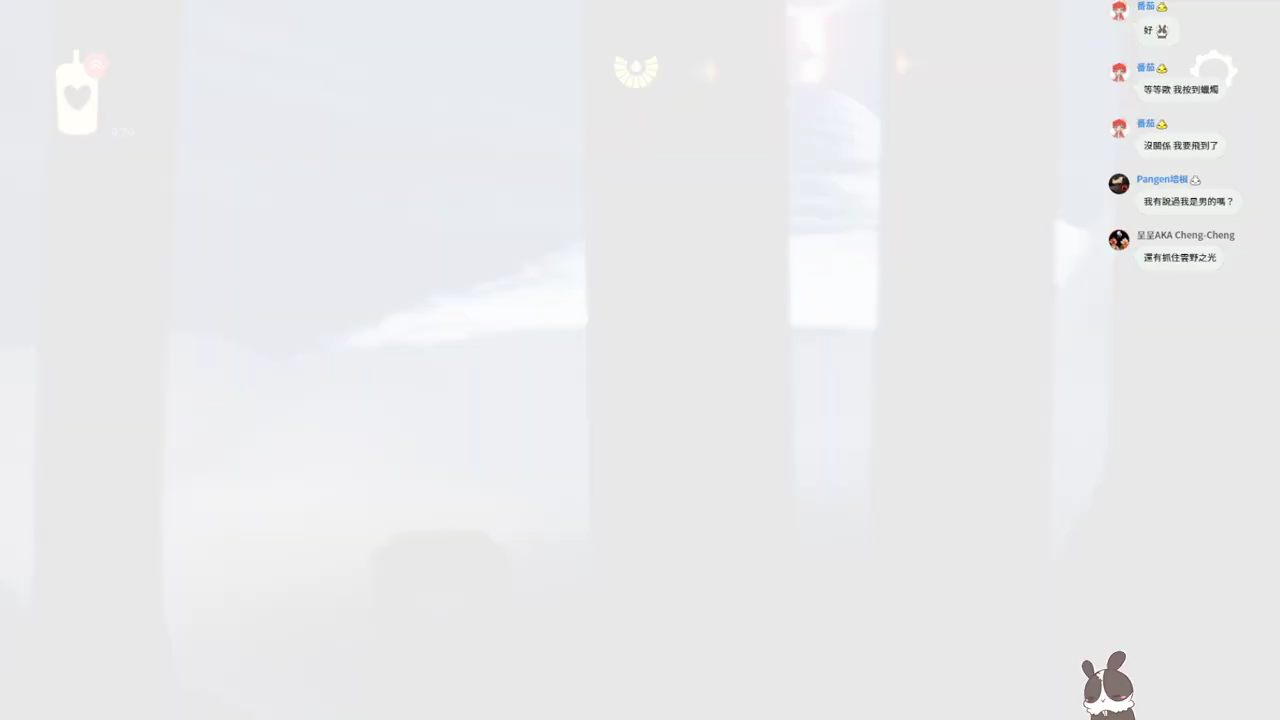 番茄
好
番茄
等等歐 我按到蠟燭
番茄
沒關係 我要飛到了
Pangen培根
我有說過我是男的嗎？
呈呈AKA Cheng-Cheng
還有抓住雲野之光